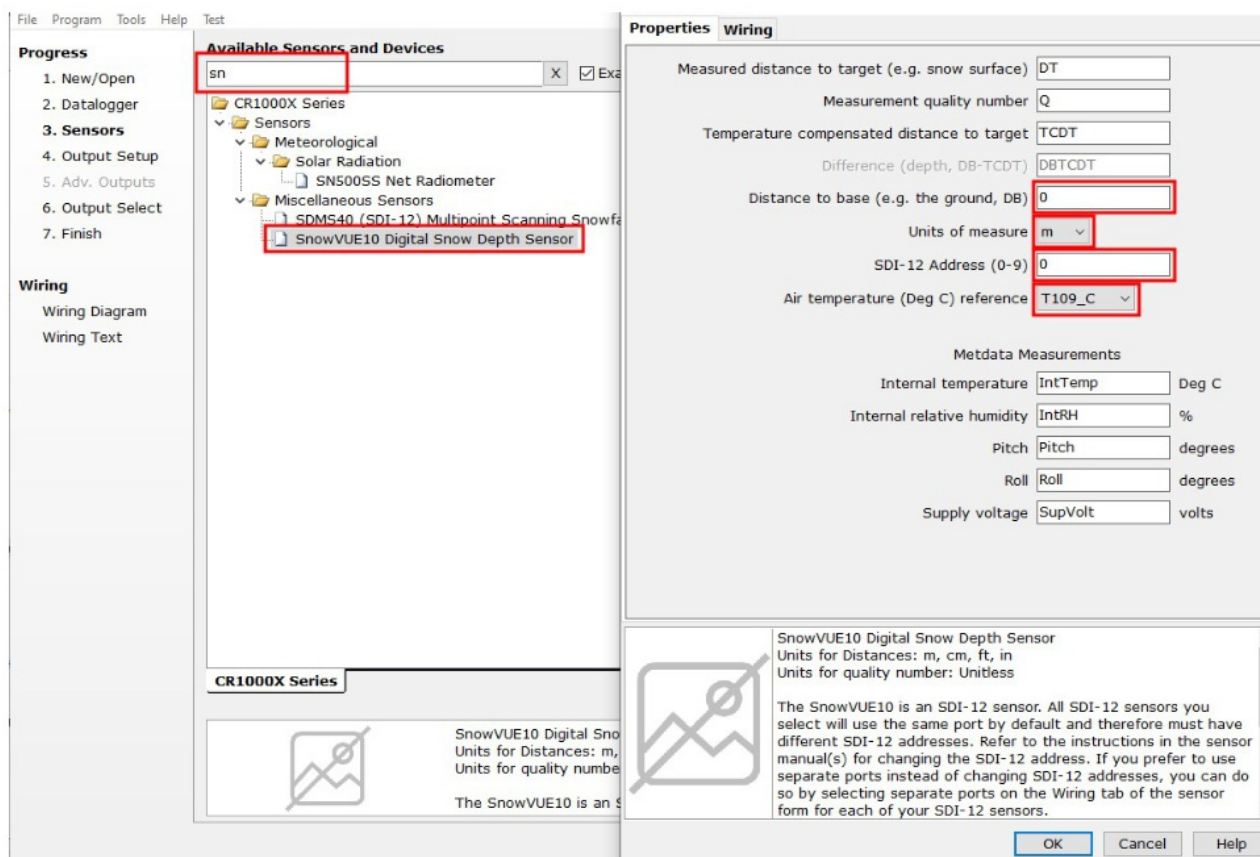 File Program Tools Help Test
Progress
1. New/Open
2. Datalogger
3. Sensors
4. Output Setup
5. Adv. Outputs
6. Output Select
7. Finish
Wiring
Wiring Diagram
Wiring Text
Available Sensors and Devices
sn X Exa
CR1000X Series
Sensors
Meteorological
Solar Radiation
SN500SS Net Radiometer
Miscellaneous Sensors
SDMS40 (SDI-12) Multipoint Scanning Snowfa
SnowVUE10 Digital Snow Depth Sensor
CR1000X Series
SnowVUE10 Digital Sno
Units for Distances: m,
Units for quality numbe
The SnowVUE10 is an S
Properties Wiring
Measured distance to target (e.g. snow surface) DT
Measurement quality number Q
Temperature compensated distance to target TCDT
Difference (depth, DB-TCDT) DBTCDT
Distance to base (e.g. the ground, DB) 0
Units of measure m
SDI-12 Address (0-9) 0
Air temperature (Deg C) reference T109_C
Metdata Measurements
Internal temperature IntTemp Deg C
Internal relative humidity IntRH %
Pitch Pitch degrees
Roll Roll degrees
Supply voltage SupVolt volts
SnowVUE10 Digital Snow Depth Sensor
Units for Distances: m, cm, ft, in
Units for quality number: Unitless
The SnowVUE10 is an SDI-12 sensor. All SDI-12 sensors you
select will use the same port by default and therefore must have
different SDI-12 addresses. Refer to the instructions in the sensor
manual(s) for changing the SDI-12 address. If you prefer to use
separate ports instead of changing SDI-12 addresses, you can do
so by selecting separate ports on the Wiring tab of the sensor
form for each of your SDI-12 sensors.
OK Cancel Help